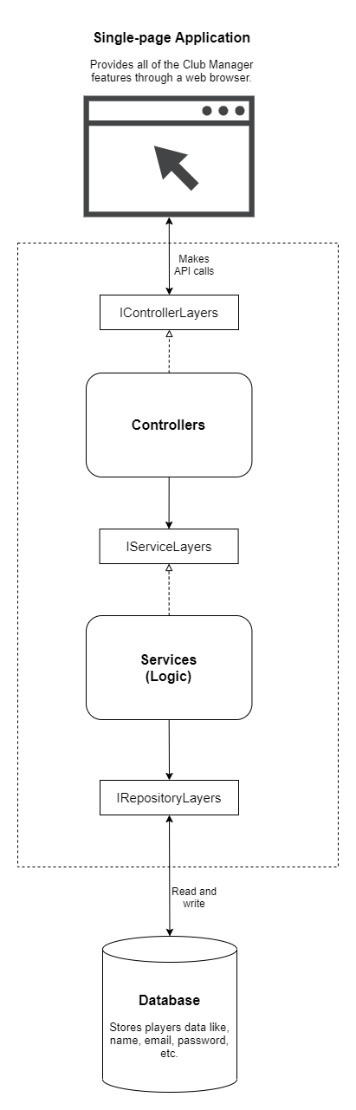 Single-page Application
Provides all of the Club Manager
features through a web browser.
Makes
API calls
IControllerLayers
Controllers
IServiceLayers
Services
(Logic)
IRepositoryLayers
Read and
write
Database
Stores players data like,
name, email, password,
etc.